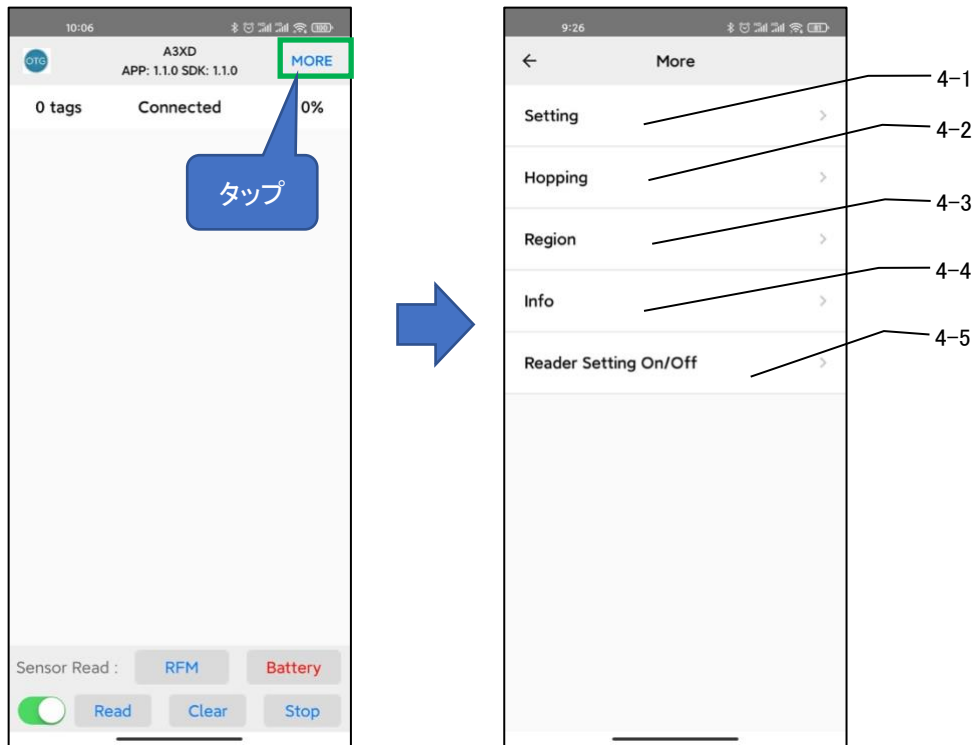 10:06
100
OTG
A3XD
APP: 1.1.0 SDK: 1.1.0
MORE
0 tags
Connected
0%
タップ
Sensor Read :
RFM
Battery
Read
Clear
Stop
9:26
81
More
Setting
Hopping
Region
Info
Reader Setting On/Off
4-1
4-2
4-3
4-4
4-5